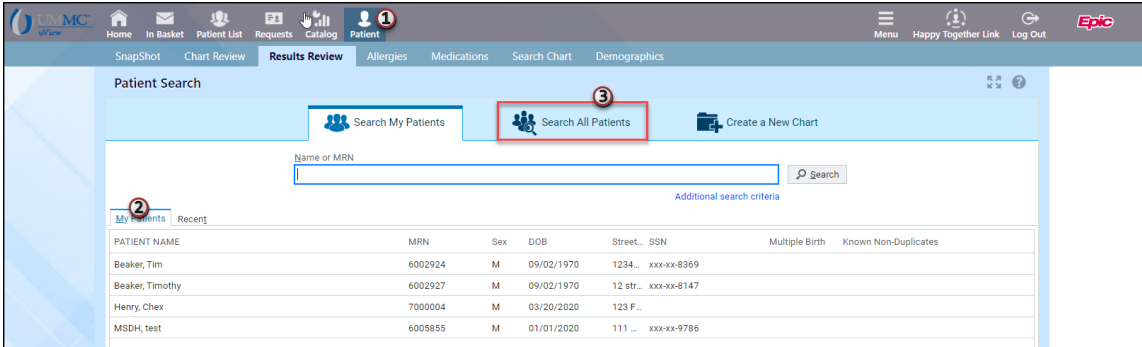 UMMC
uView
Home In Basket Patient List Requests Catalog Patient 1 Menu Happy Together Link Log Out Epic
SnapShot Chart Review Results Review Allergies Medications Search Chart Demographics
Patient Search
3
Search My Patients Search All Patients Create a New Chart
Name or MRN
Search
Additional search criteria
2
My Patients Recent
PATIENT NAME MRN Sex DOB Street... SSN Multiple Birth Known Non-Duplicates
Beaker, Tim 6002924 M 09/02/1970 1234... xxx-xx-8369
Beaker, Timothy 6002927 M 09/02/1970 12 str... xxx-xx-8147
Henry, Chex 7000004 M 03/20/2020 123 F...
MSDH, test 6005855 M 01/01/2020 111 ... xxx-xx-9786